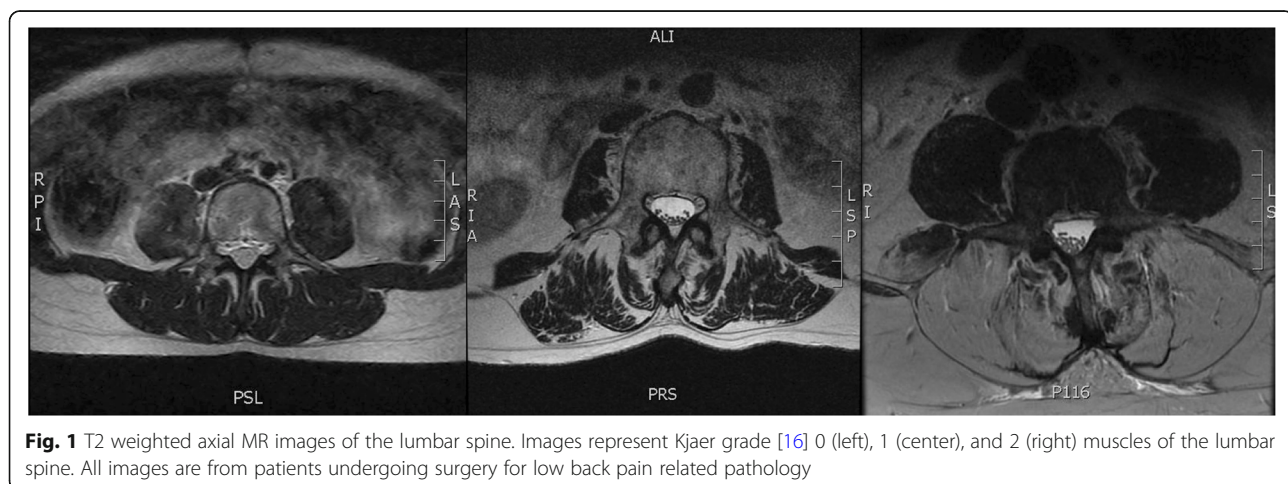 ALI
R
P
I
L
A
S
PSL
R
I
A
L
S
P
PRS
R
I
L
S
P116
Fig. 1 T2 weighted axial MR images of the lumbar spine. Images represent Kjaer grade [16] 0 (left), 1 (center), and 2 (right) muscles of the lumbar
spine. All images are from patients undergoing surgery for low back pain related pathology